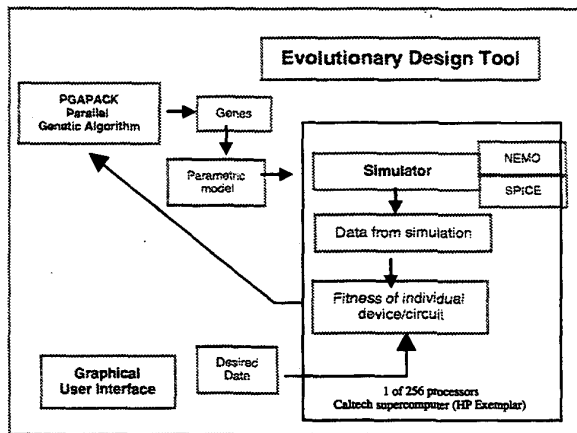 Evolutionary Design Tool
PGAPACK
Parallel
Genetic Algorithm
Genes
Parametric
model
Simulator
NEMO
SPICE
Data from simulation
Fitness of individual
device/circuit
Graphical
User Interface
Desired
Data
1 of 256 processors
Caltech supercomputer (HP Exemplar)